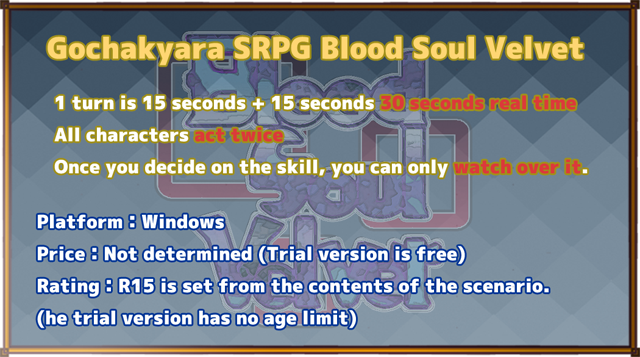 Gochakyara SRPG Blood Soul Velvet
1 turn is 15 seconds + 15 seconds 30 seconds real time
All characters act twice
Once you decide on the skill, you can only watch over it.
Platform : Windows
Price : Not determined (Trial version is free)
Rating : R15 is set from the contents of the scenario.
(he trial version has no age limit)
Blood
Soul
Velvet